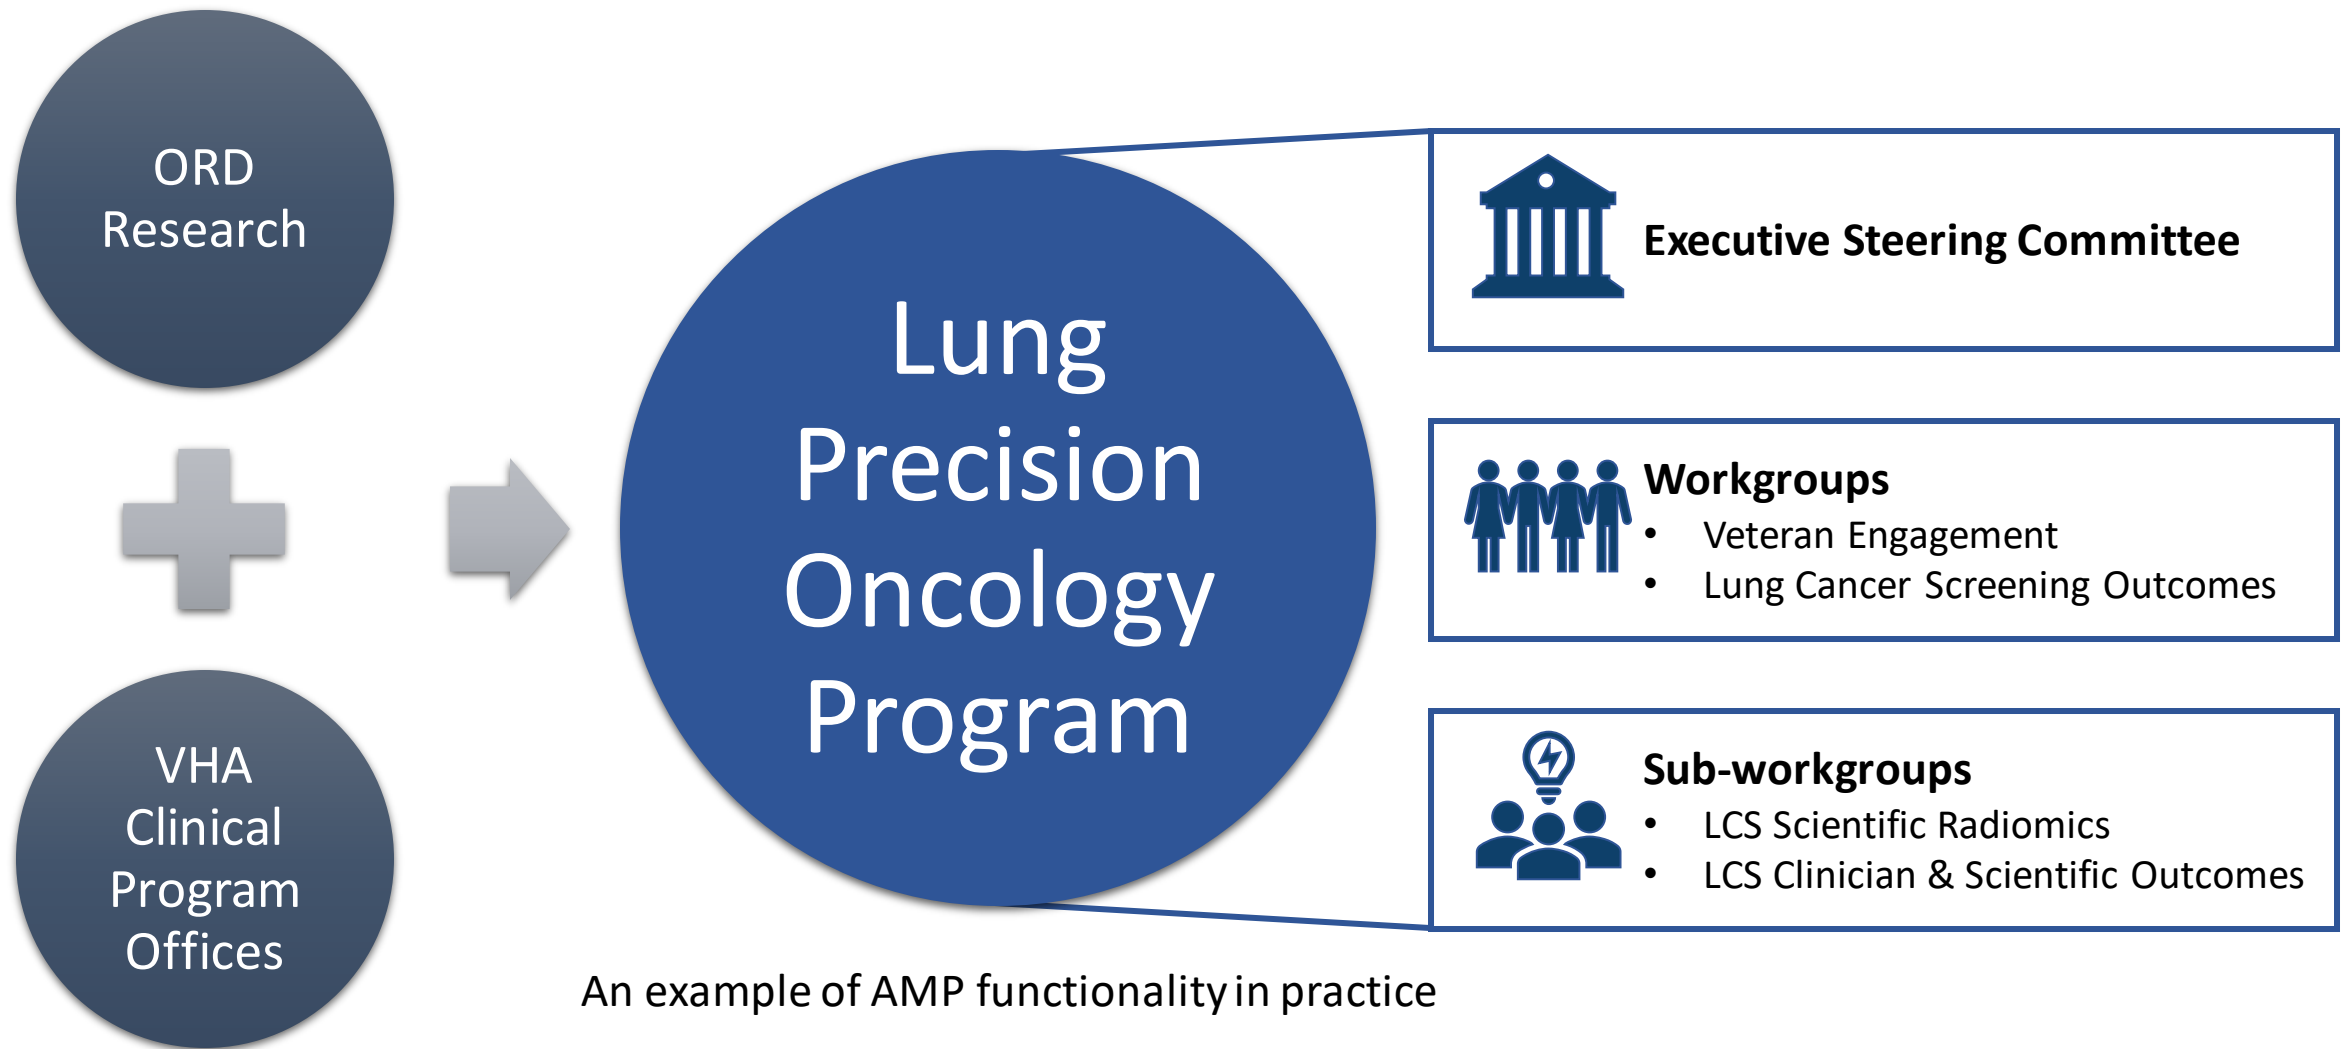 ORD
Research
VHA
Clinical
Program
Offices
Lung
Precision
Oncology
Program
Executive Steering Committee
Workgroups
• Veteran Engagement
• Lung Cancer Screening Outcomes
Sub-workgroups
• LCS Scientific Radiomics
• LCS Clinician & Scientific Outcomes
An example of AMP functionality in practice